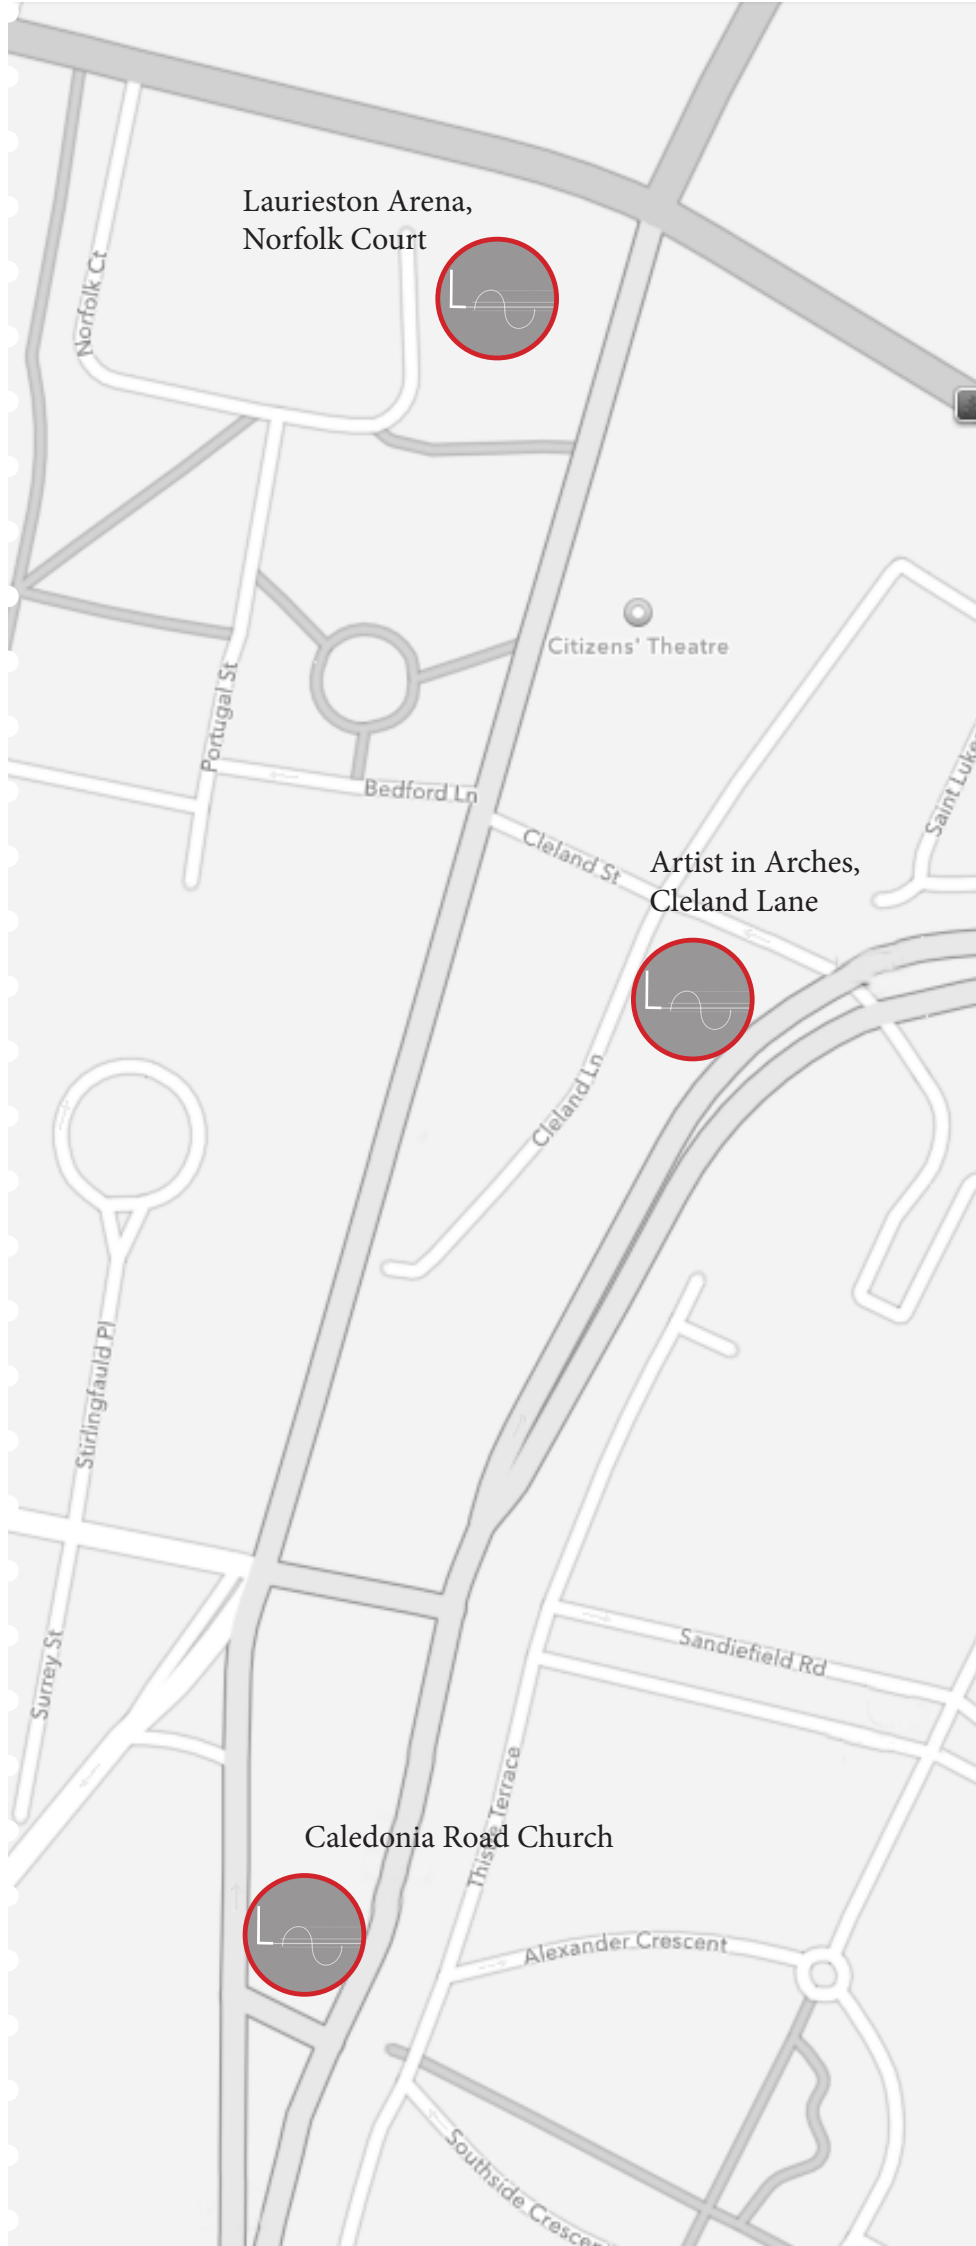 Laurieston Arena,
Norfolk Court
Norfolk Ct
Citizens' Theatre
Portugal St
Bedford Ln
Cleland St
Artist in Arches,
Cleland Lane
Cleland Ln
Stirlingfauld Pl
Surrey St
Sandiefield Rd
Thistle Terrace
Caledonia Road Church
Alexander Crescent
Southside
Saint Luke